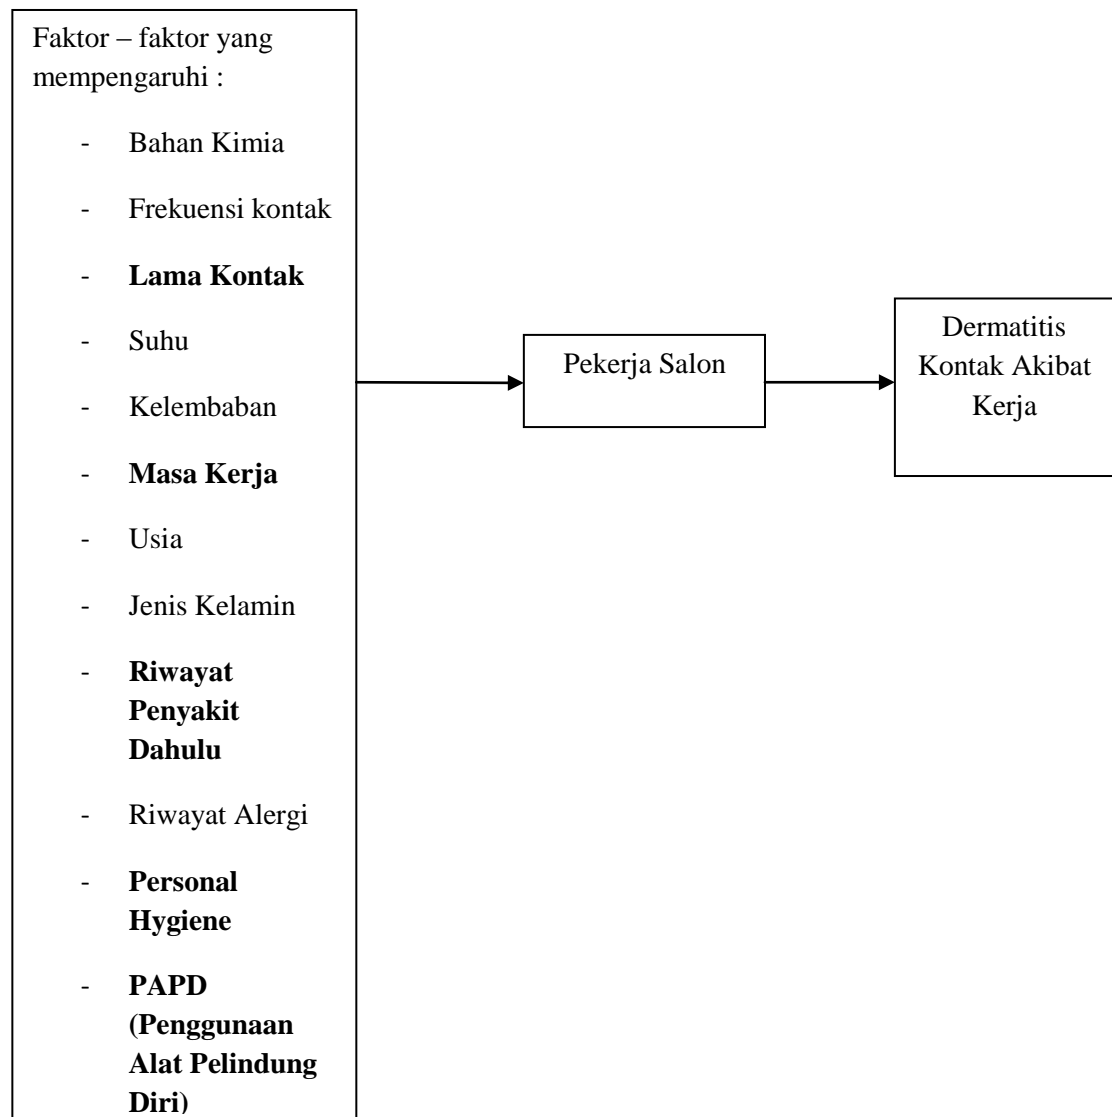 Faktor – faktor yang
mempengaruhi :
- Bahan Kimia
- Frekuensi kontak
- Lama Kontak
- Suhu
- Kelembaban
- Masa Kerja
- Usia
- Jenis Kelamin
- Riwayat
Penyakit
Dahulu
- Riwayat Alergi
- Personal
Hygiene
- PAPD
(Penggunaan
Alat Pelindung
Diri)
Pekerja Salon
Dermatitis
Kontak Akibat
Kerja